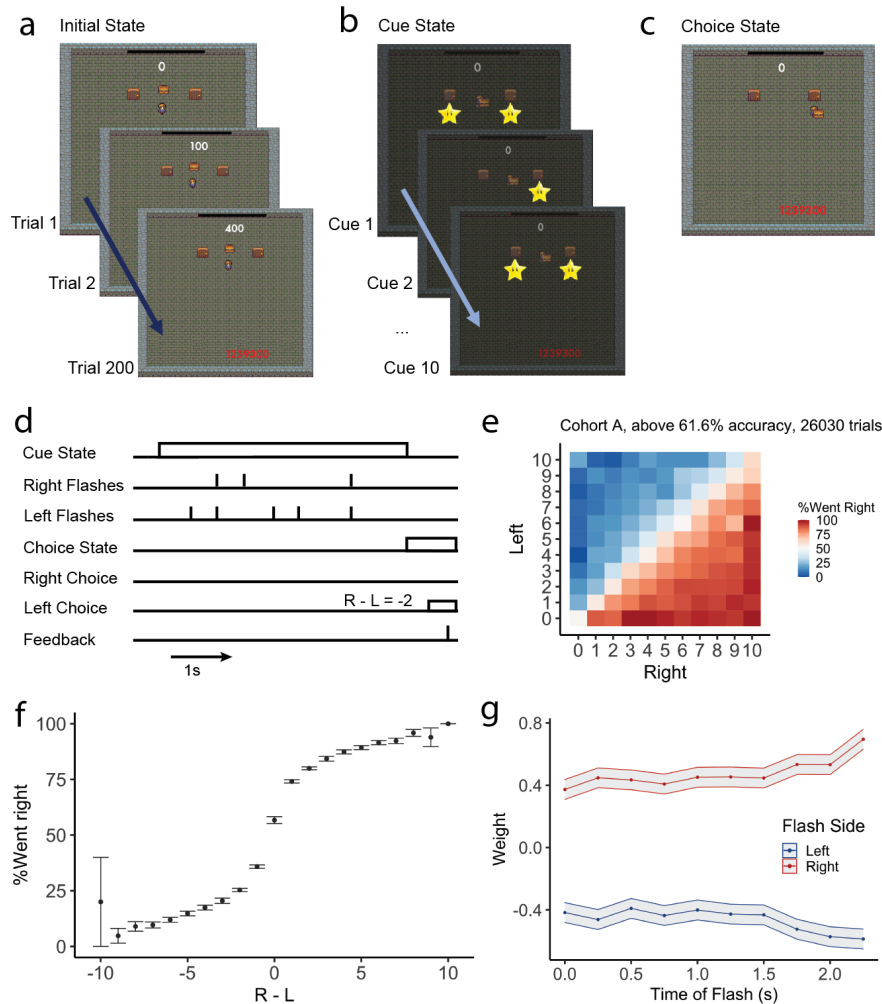 a Initial State
0
100
400
1239300
Trial 1
Trial 2
Trial 200
b Cue State
0
0
0
1239300
Cue 1
Cue 2
...
Cue 10
c Choice State
0
1239300
d
Cue State
Right Flashes
Left Flashes
Choice State
Right Choice
Left Choice R - L = -2
Feedback
1s
e Cohort A, above 61.6% accuracy, 26030 trials
Left
10
9
8
7
6
5
4
3
2
1
0
0 1 2 3 4 5 6 7 8 9 10
Right
%Went Right
100
75
50
25
0
f
%Went right
100
75
50
25
0
-10 -5 0 5 10
R - L
g
Weight
0.8
0.4
0.0
-0.4
Flash Side
Left
Right
0.0 0.5 1.0 1.5 2.0
Time of Flash (s)